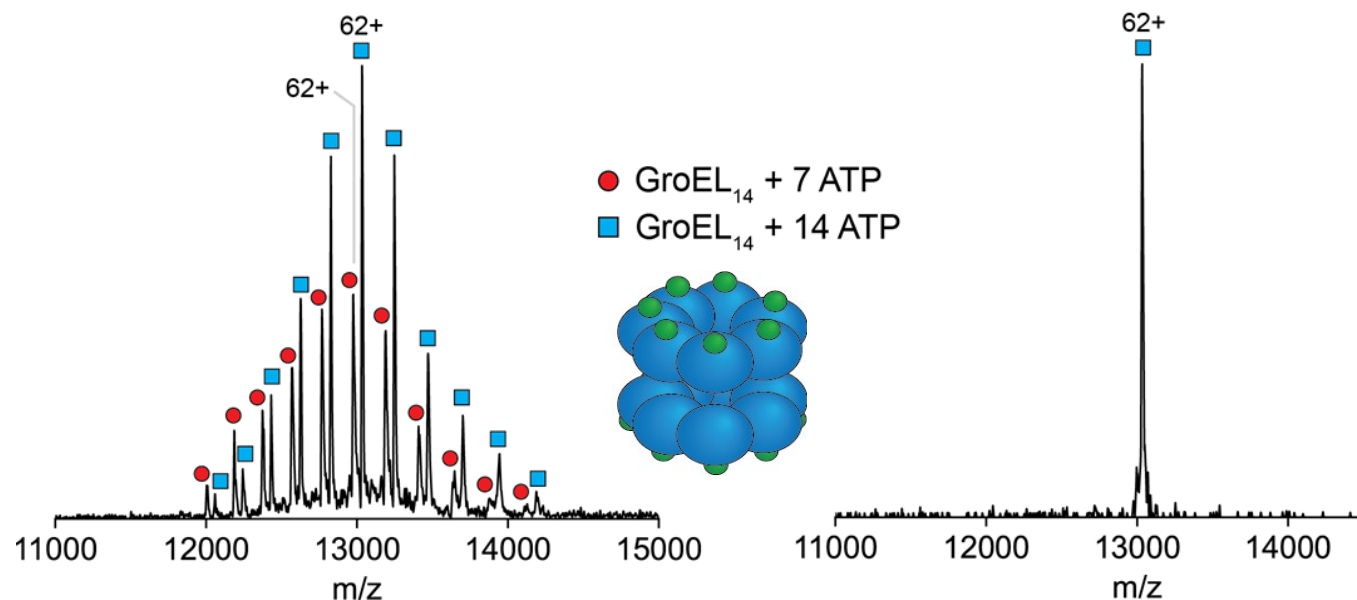 62+
62+
GroEL₁₄ + 7 ATP
GroEL₁₄ + 14 ATP
11000 12000 13000 14000 15000
m/z
62+
11000 12000 13000 14000
m/z